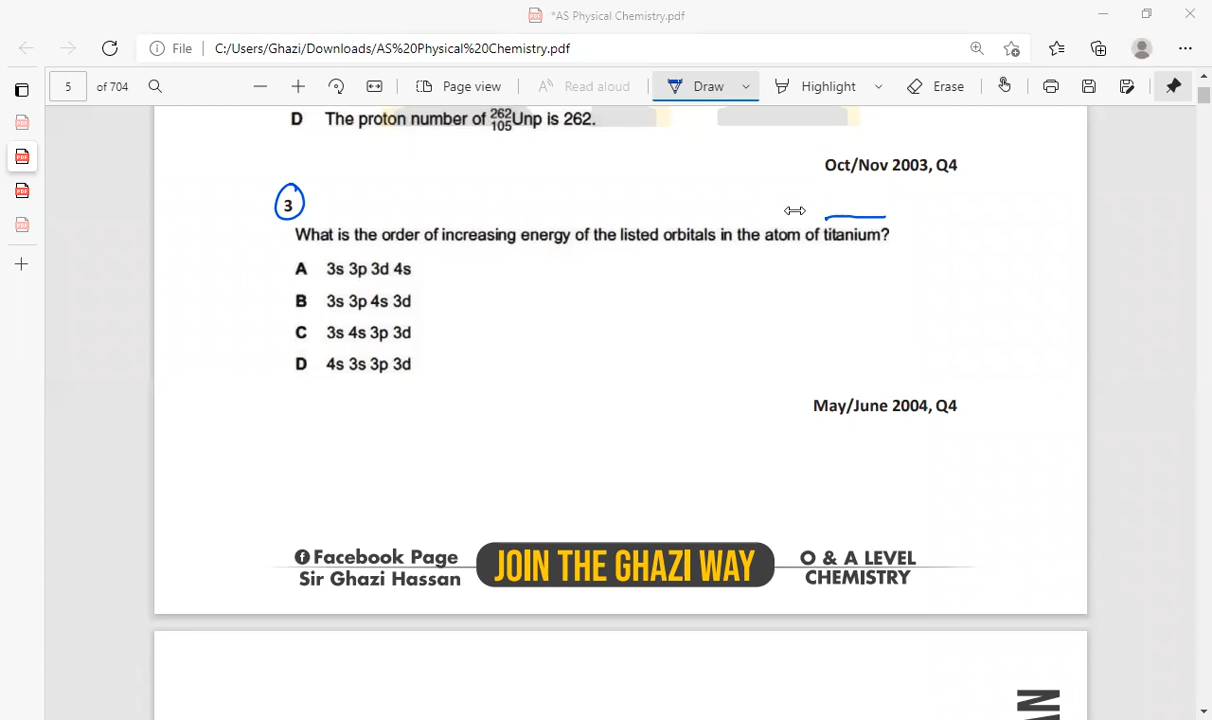 *AS Physical Chemistry.pdf
File C:/Users/Ghazi/Downloads/AS%20Physical%20Chemistry.pdf
5 of 704 Page view Read aloud Draw Highlight Erase
D The proton number of ²⁶²₁₀₅Unp is 262.
Oct/Nov 2003, Q4
3
What is the order of increasing energy of the listed orbitals in the atom of titanium?
A 3s 3p 3d 4s
B 3s 3p 4s 3d
C 3s 4s 3p 3d
D 4s 3s 3p 3d
May/June 2004, Q4
Facebook Page
Sir Ghazi Hassan
JOIN THE GHAZI WAY
O & A LEVEL
CHEMISTRY